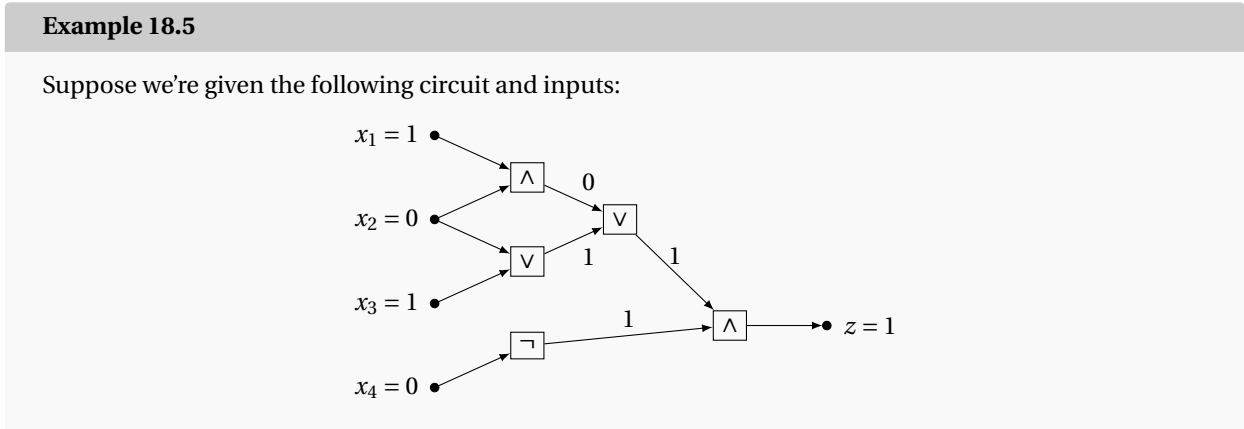 Example 18.5
Suppose we're given the following circuit and inputs:
x₁ = 1
∧
0
x₂ = 0
∨
∨
1
1
x₃ = 1
1
∧
z = 1
¬
x₄ = 0